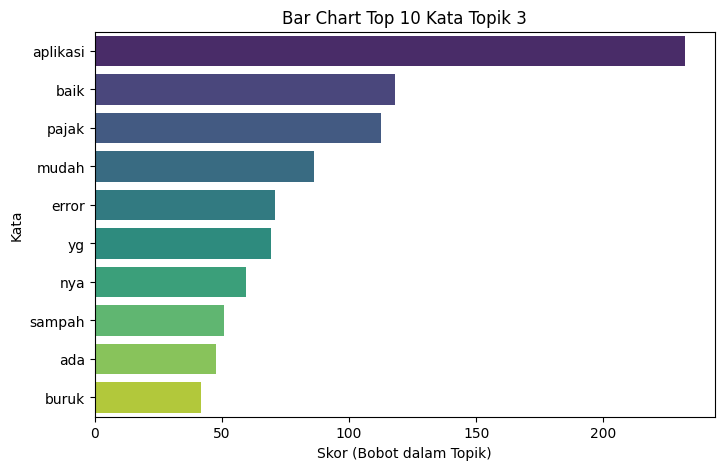 Bar Chart Top 10 Kata Topik 3
aplikasi
baik
pajak
mudah
error
yg
nya
sampah
ada
buruk
Kata
0 50 100 150 200
Skor (Bobot dalam Topik)